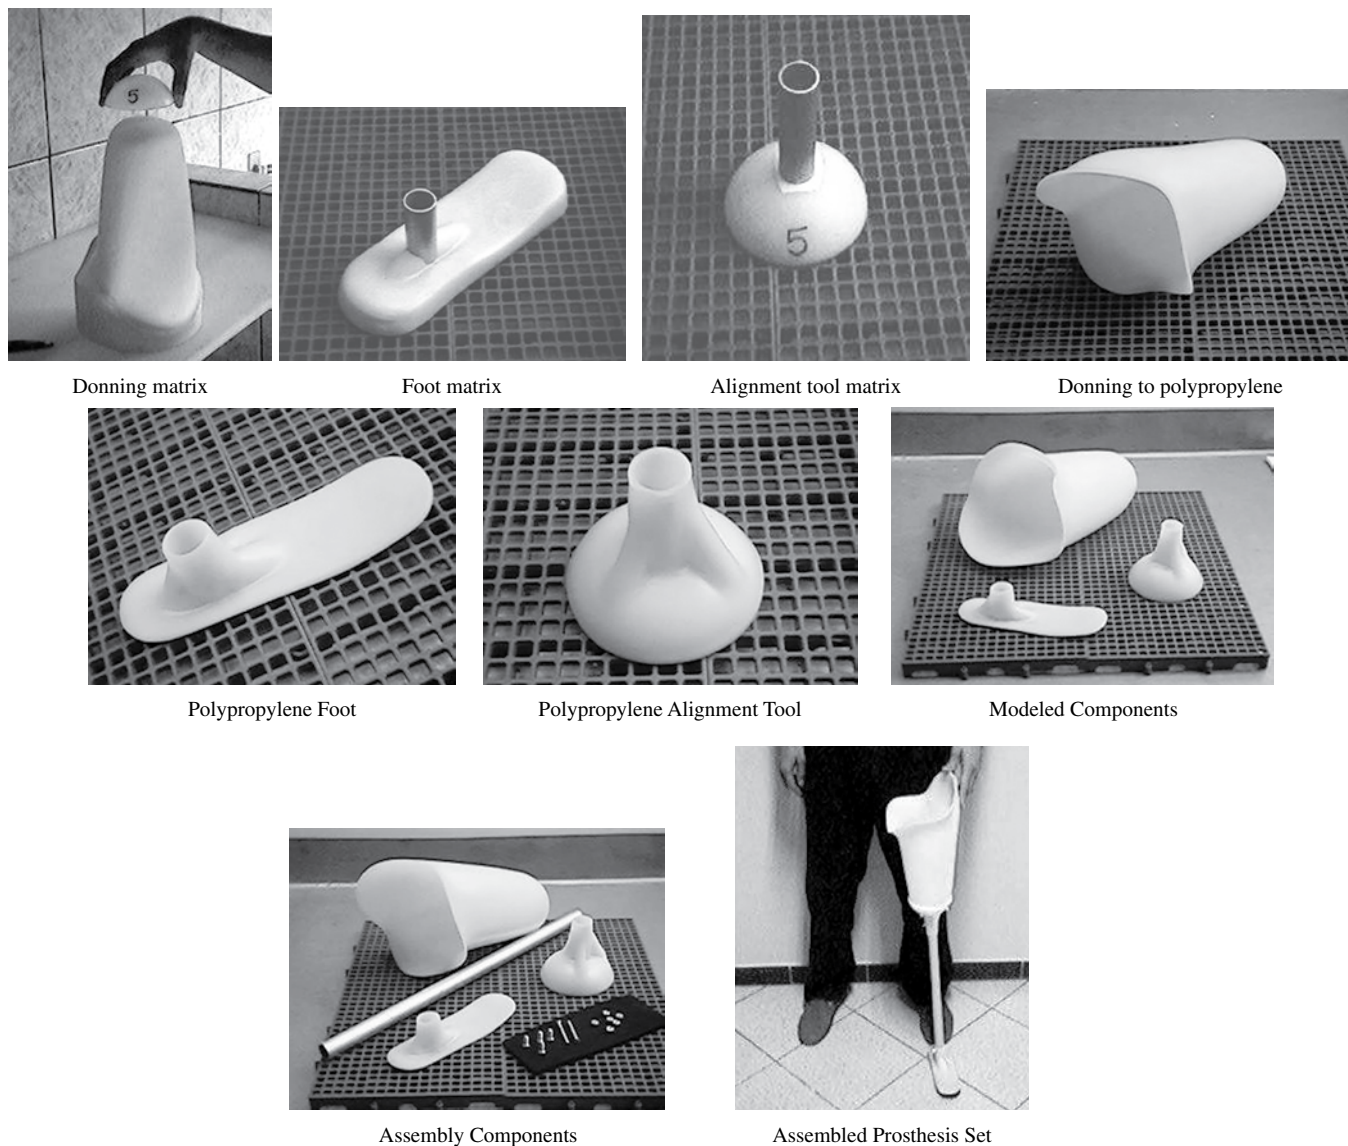 5
5
Donning matrix
Foot matrix
Alignment tool matrix
Donning to polypropylene
Polypropylene Foot
Polypropylene Alignment Tool
Modeled Components
Assembly Components
Assembled Prosthesis Set